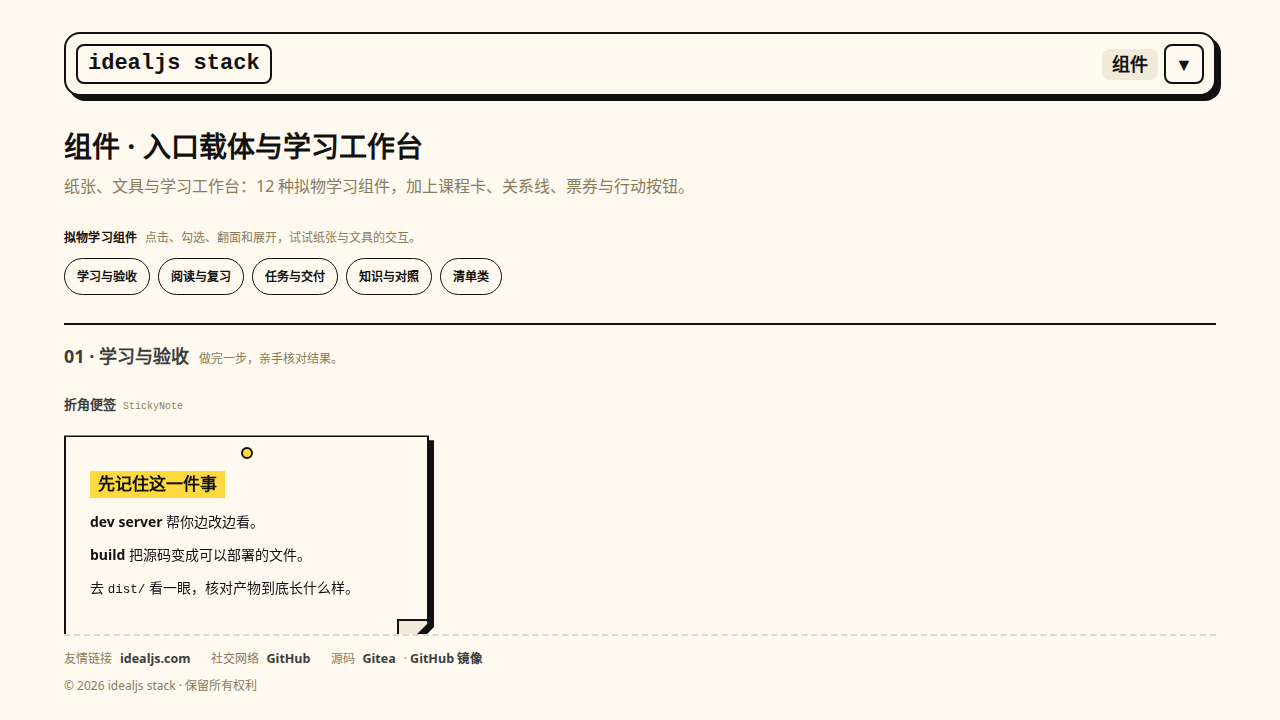 idealjs stack
组件 ▼
组件 · 入口载体与学习工作台
纸张、文具与学习工作台：12 种拟物学习组件，加上课程卡、关系线、票券与行动按钮。
拟物学习组件 点击、勾选、翻面和展开，试试纸张与文具的交互。
学习与验收 阅读与复习 任务与交付 知识与对照 清单类
01 · 学习与验收 做完一步，亲手核对结果。
折角便签 StickyNote
先记住这一件事
dev server 帮你边改边看。
build 把源码变成可以部署的文件。
去 dist/ 看一眼，核对产物到底长什么样。
友情链接 idealjs.com 社交网络 GitHub 源码 Gitea · GitHub 镜像
© 2026 idealjs stack · 保留所有权利